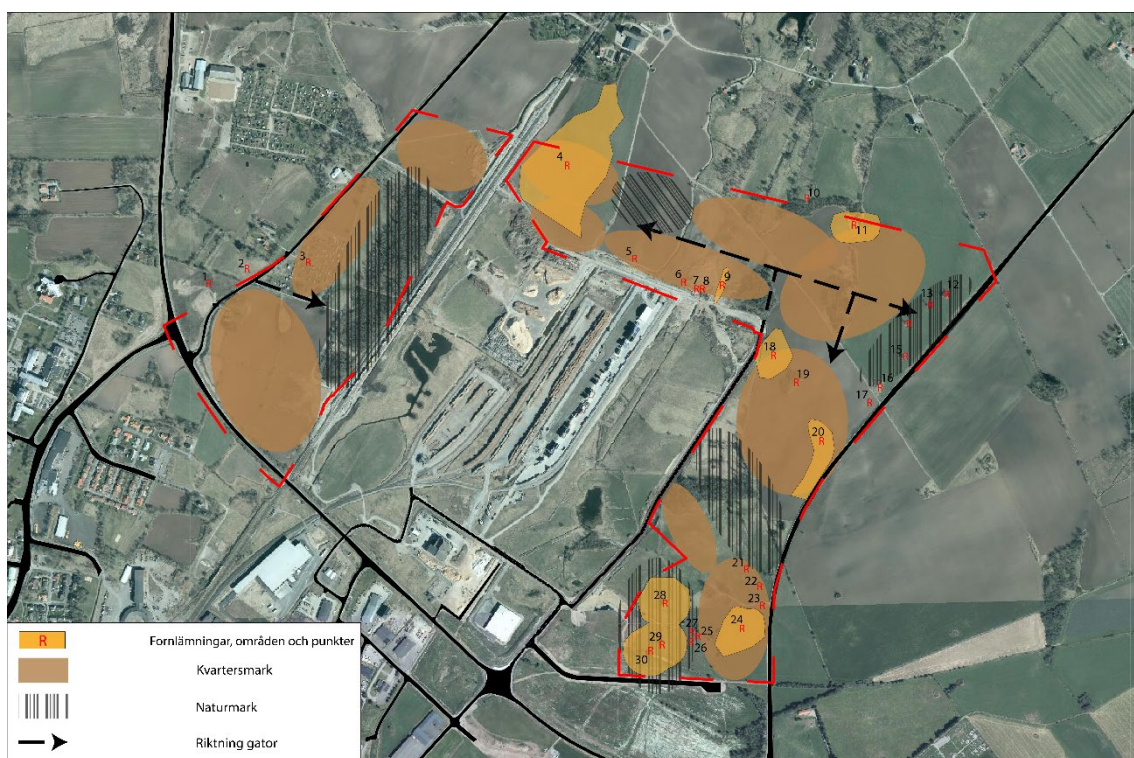 4
R
10
R
11
R
2
R
3
R
R
5
R
6
R
7
R
8
R
9
R
12
R
13
R
R
15
R
16
R
17
R
18
R
19
R
20
R
21
R
22
R
23
R
24
R
25
R
26
27
R
28
R
29
R
30
R
R Fornlämningar, områden och punkter
Kvartersmark
Naturmark
Riktning gator